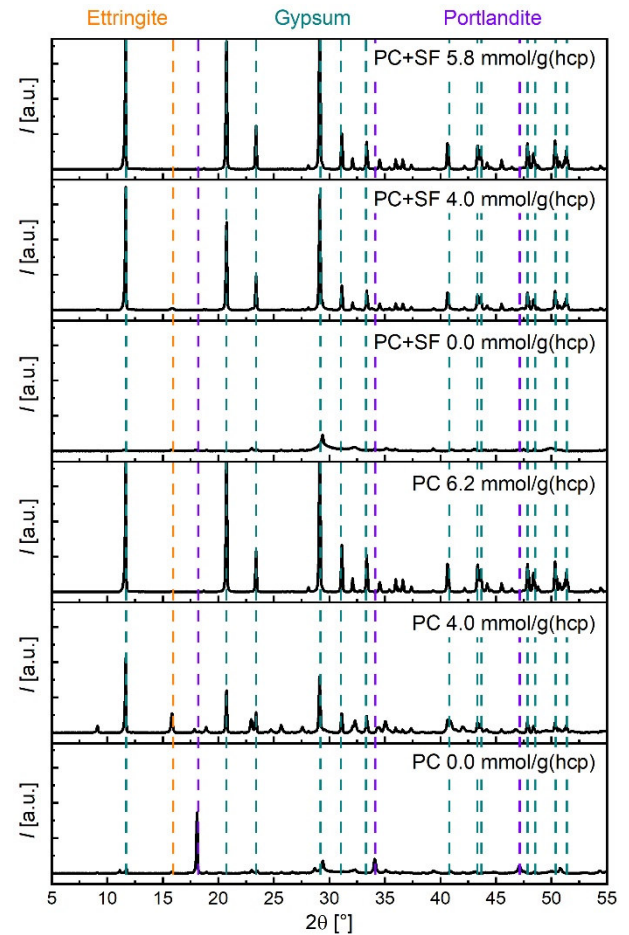 Ettringite Gypsum Portlandite
PC+SF 5.8 mmol/g(hcp)
I [a.u.]
PC+SF 4.0 mmol/g(hcp)
I [a.u.]
PC+SF 0.0 mmol/g(hcp)
I [a.u.]
PC 6.2 mmol/g(hcp)
I [a.u.]
PC 4.0 mmol/g(hcp)
I [a.u.]
PC 0.0 mmol/g(hcp)
I [a.u.]
5 10 15 20 25 30 35 40 45 50 55
2θ [°]